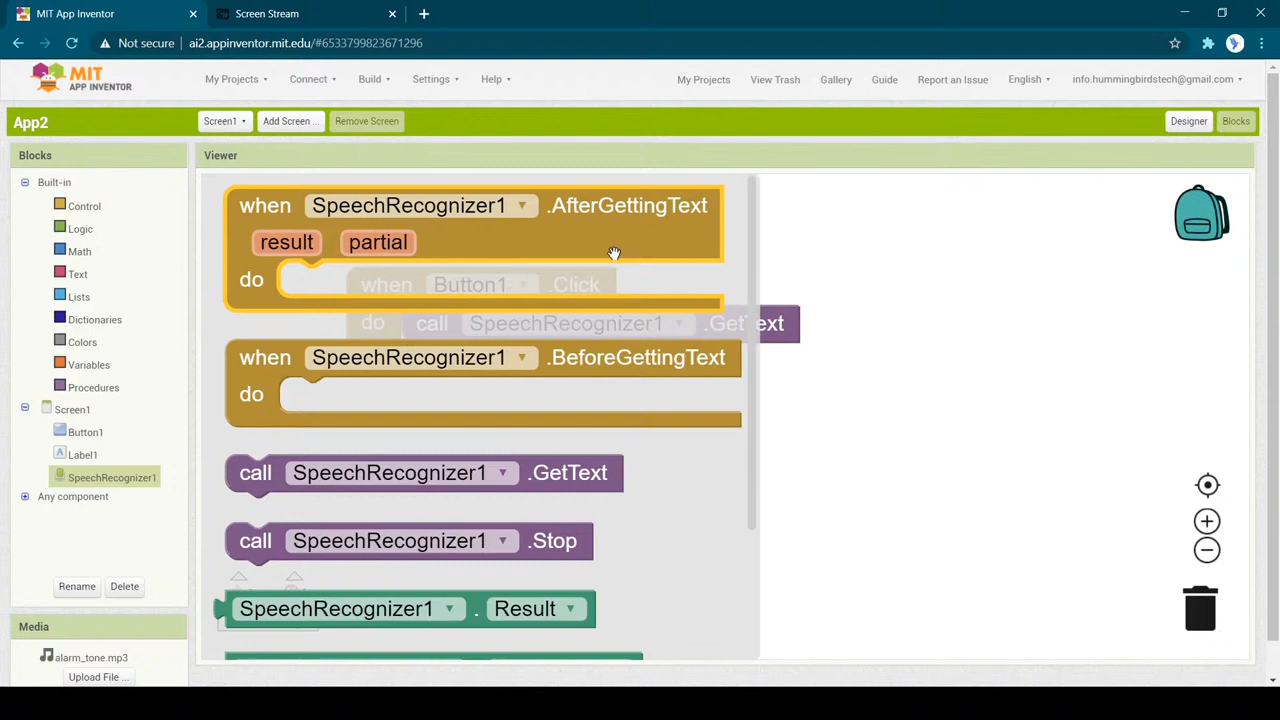 MIT App Inventor
Screen Stream
Not secure
ai2.appinventor.mit.edu/#6533799823671296
MIT
APP INVENTOR
My Projects
Connect
Build
Settings
Help
My Projects
View Trash
Gallery
Guide
Report an Issue
English
info.hummingbirdstech@gmail.com
App2
Screen1
Add Screen ...
Remove Screen
Designer
Blocks
Blocks
Viewer
Built-in
Control
Logic
Math
Text
Lists
Dictionaries
Colors
Variables
Procedures
Screen1
Button1
Label1
SpeechRecognizer1
Any component
Rename
Delete
Media
alarm_tone.mp3
Upload File ...
when SpeechRecognizer1 .AfterGettingText
result partial
do
when Button1 .Click
do call SpeechRecognizer1 .GetText
when SpeechRecognizer1 .BeforeGettingText
do
call SpeechRecognizer1 .GetText
call SpeechRecognizer1 .Stop
SpeechRecognizer1 . Result